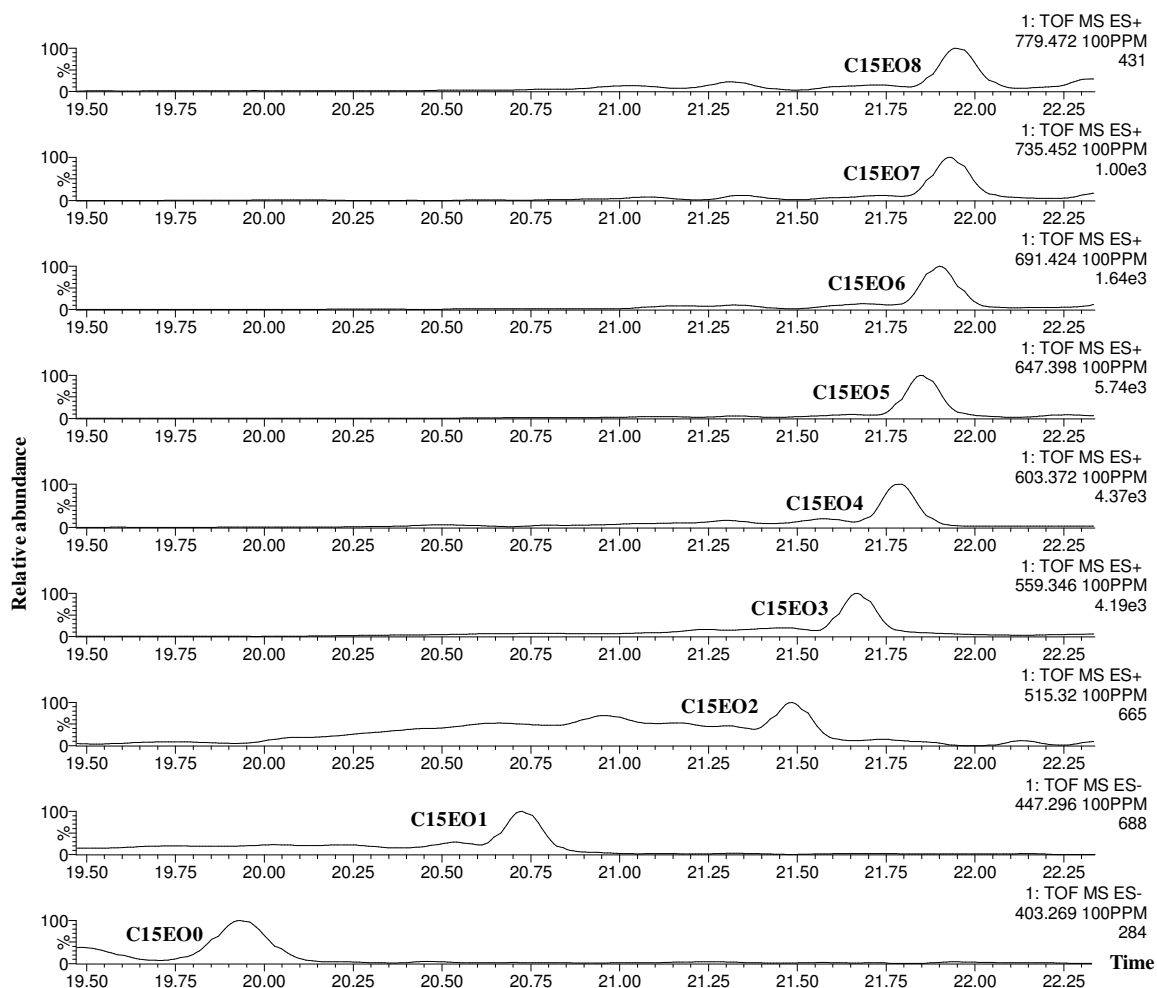 1: TOF MS ES+
779.472 100PPM
431
100
%
0
C15EO8
19.50 19.75 20.00 20.25 20.50 20.75 21.00 21.25 21.50 21.75 22.00 22.25
1: TOF MS ES+
735.452 100PPM
1.00e3
100
%
0
C15EO7
19.50 19.75 20.00 20.25 20.50 20.75 21.00 21.25 21.50 21.75 22.00 22.25
1: TOF MS ES+
691.424 100PPM
1.64e3
100
%
0
C15EO6
19.50 19.75 20.00 20.25 20.50 20.75 21.00 21.25 21.50 21.75 22.00 22.25
1: TOF MS ES+
647.398 100PPM
5.74e3
100
%
0
C15EO5
19.50 19.75 20.00 20.25 20.50 20.75 21.00 21.25 21.50 21.75 22.00 22.25
Relative abundance
1: TOF MS ES+
603.372 100PPM
4.37e3
100
%
0
C15EO4
19.50 19.75 20.00 20.25 20.50 20.75 21.00 21.25 21.50 21.75 22.00 22.25
1: TOF MS ES+
559.346 100PPM
4.19e3
100
%
0
C15EO3
19.50 19.75 20.00 20.25 20.50 20.75 21.00 21.25 21.50 21.75 22.00 22.25
1: TOF MS ES+
515.32 100PPM
665
100
%
0
C15EO2
19.50 19.75 20.00 20.25 20.50 20.75 21.00 21.25 21.50 21.75 22.00 22.25
1: TOF MS ES-
447.296 100PPM
688
100
%
0
C15EO1
19.50 19.75 20.00 20.25 20.50 20.75 21.00 21.25 21.50 21.75 22.00 22.25
1: TOF MS ES-
403.269 100PPM
284
100
%
0
C15EO0
Time
19.50 19.75 20.00 20.25 20.50 20.75 21.00 21.25 21.50 21.75 22.00 22.25